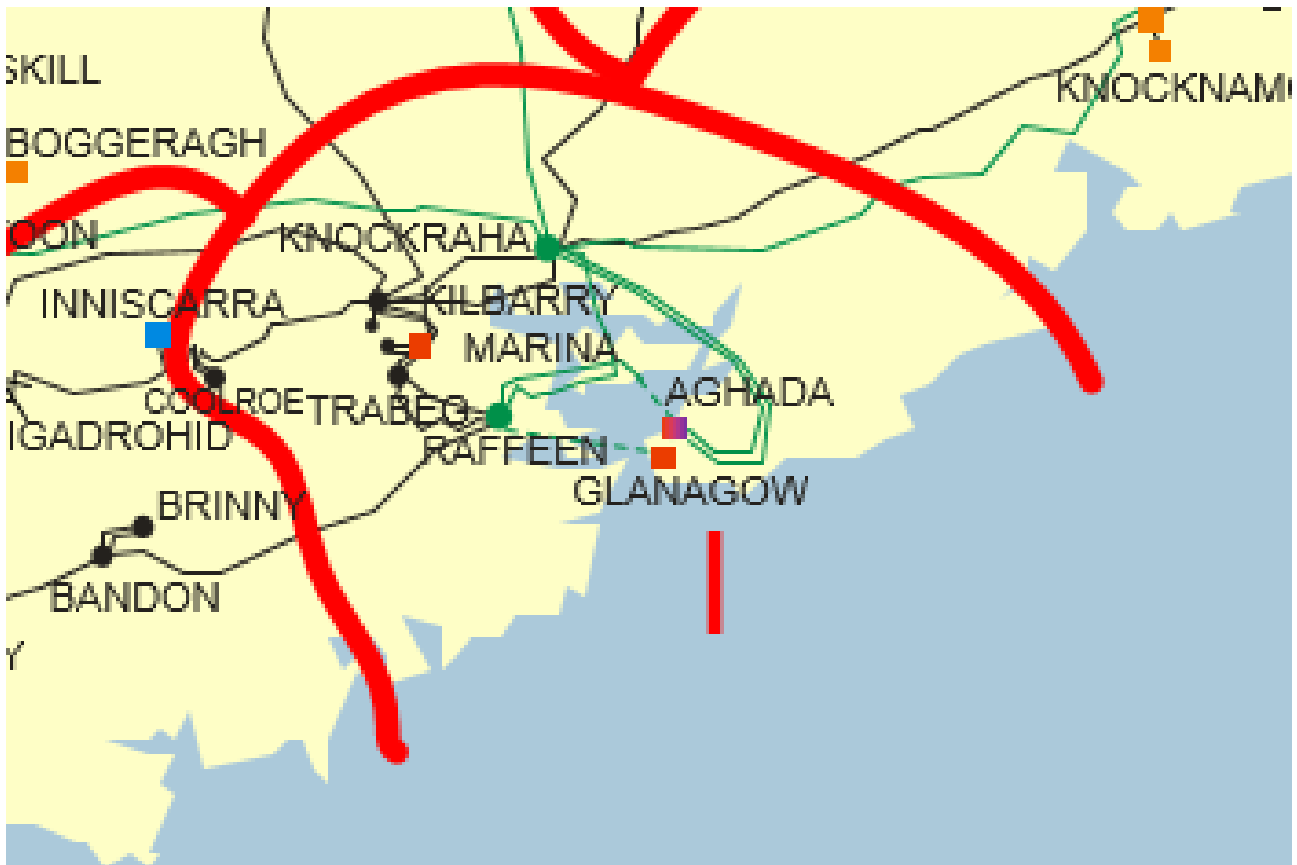 SKILL
KNOCKNAM
BOGGERAGH
OON
KNOCKRAHA
INNISCARRA
KILBARRY
MARINA
AGHADA
COOLROE
TRABEG
IGADROHID
RAFFEEN
GLANAGOW
BRINNY
BANDON
Y